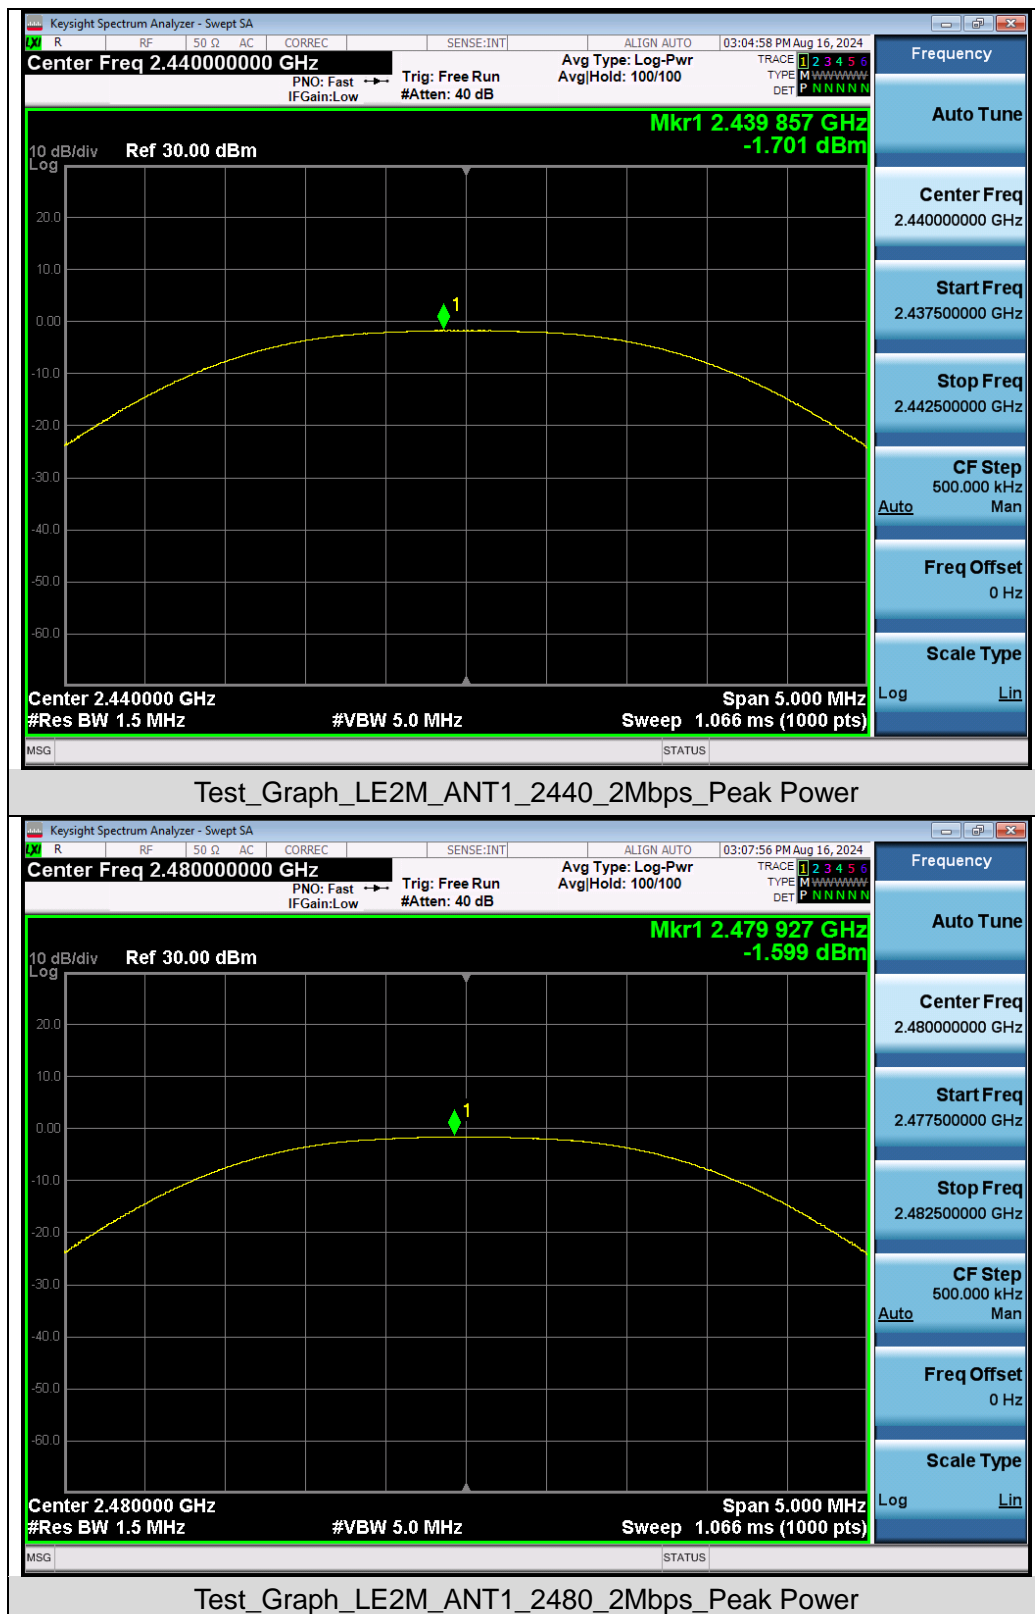 Keysight Spectrum Analyzer - Swept SA
LXI R RF 50 Ω AC CORREC SENSE:INT ALIGN AUTO 03:04:58 PM Aug 16, 2024
Center Freq 2.440000000 GHz
PNO: Fast
IFGain:Low
Trig: Free Run
#Atten: 40 dB
Avg Type: Log-Pwr
Avg|Hold: 100/100
TRACE 1 2 3 4 5 6
TYPE M WWWWW
DET P N N N N N
Mkr1 2.439 857 GHz
-1.701 dBm
10 dB/div Ref 30.00 dBm
Log
20.0
10.0
0.00
-10.0
-20.0
-30.0
-40.0
-50.0
-60.0
1
Center 2.440000 GHz Span 5.000 MHz
#Res BW 1.5 MHz #VBW 5.0 MHz Sweep 1.066 ms (1000 pts)
MSG STATUS
Frequency
Auto Tune
Center Freq
2.440000000 GHz
Start Freq
2.437500000 GHz
Stop Freq
2.442500000 GHz
CF Step
500.000 kHz
Auto Man
Freq Offset
0 Hz
Scale Type
Log Lin
Test_Graph_LE2M_ANT1_2440_2Mbps_Peak Power
Keysight Spectrum Analyzer - Swept SA
LXI R RF 50 Ω AC CORREC SENSE:INT ALIGN AUTO 03:07:56 PM Aug 16, 2024
Center Freq 2.480000000 GHz
PNO: Fast
IFGain:Low
Trig: Free Run
#Atten: 40 dB
Avg Type: Log-Pwr
Avg|Hold: 100/100
TRACE 1 2 3 4 5 6
TYPE M WWWWW
DET P N N N N N
Mkr1 2.479 927 GHz
-1.599 dBm
10 dB/div Ref 30.00 dBm
Log
20.0
10.0
0.00
-10.0
-20.0
-30.0
-40.0
-50.0
-60.0
1
Center 2.480000 GHz Span 5.000 MHz
#Res BW 1.5 MHz #VBW 5.0 MHz Sweep 1.066 ms (1000 pts)
MSG STATUS
Frequency
Auto Tune
Center Freq
2.480000000 GHz
Start Freq
2.477500000 GHz
Stop Freq
2.482500000 GHz
CF Step
500.000 kHz
Auto Man
Freq Offset
0 Hz
Scale Type
Log Lin
Test_Graph_LE2M_ANT1_2480_2Mbps_Peak Power